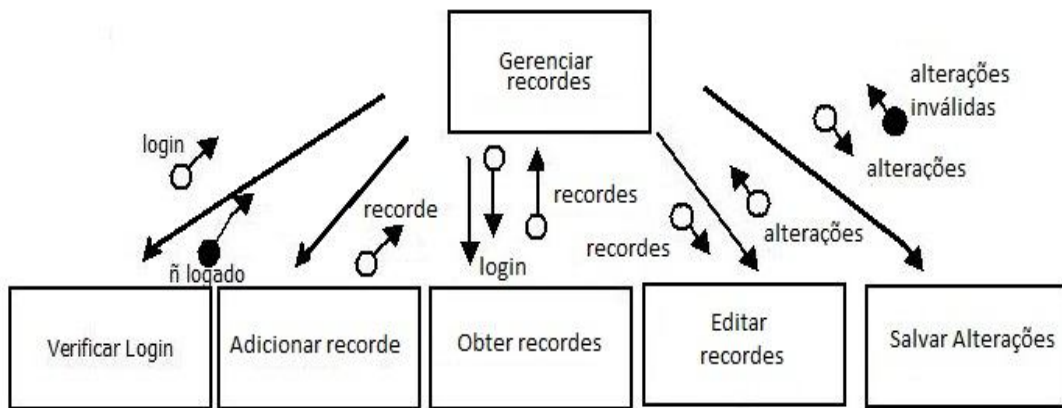 Gerenciar
recordes
alterações
inválidas
login
alterações
recorde
recordes
recordes
alterações
login
ñ logado
Verificar Login
Adicionar recorde
Obter recordes
Editar
recordes
Salvar Alterações